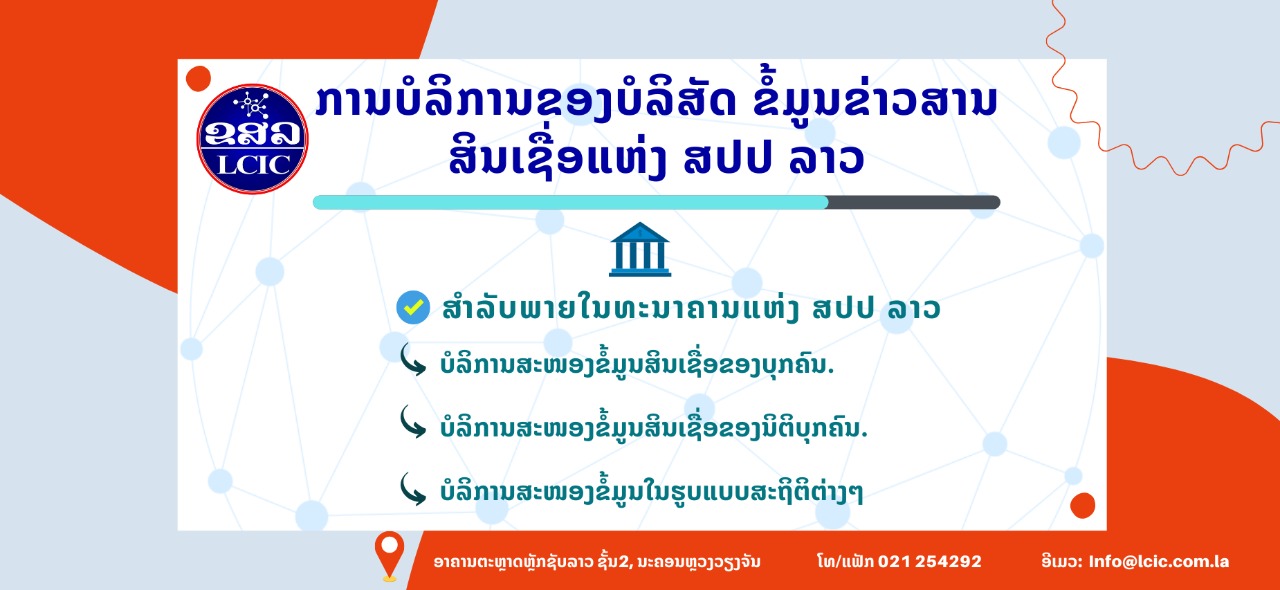 ຂສລ
LCIC
ການບໍລິການຂອງບໍລິສັດ ຂໍ້ມູນຂ່າວສານ
ສິນເຊື່ອແຫ່ງ ສປປ ລາວ
ສຳລັບພາຍໃນທະນາຄານແຫ່ງ ສປປ ລາວ
ບໍລິການສະໜອງຂໍ້ມູນສິນເຊື່ອຂອງບຸກຄົນ.
ບໍລິການສະໜອງຂໍ້ມູນສິນເຊື່ອຂອງນິຕິບຸກຄົນ.
ບໍລິການສະໜອງຂໍ້ມູນໃນຮູບແບບສະຖິຕິຕ່າງໆ
ອາຄານຕະຫຼາດຫຼັກຊັບລາວ ຊັ້ນ2, ນະຄອນຫຼວງວຽງຈັນ ໂທ/ແຟັກ 021 254292 ອີເມວ: Info@lcic.com.la